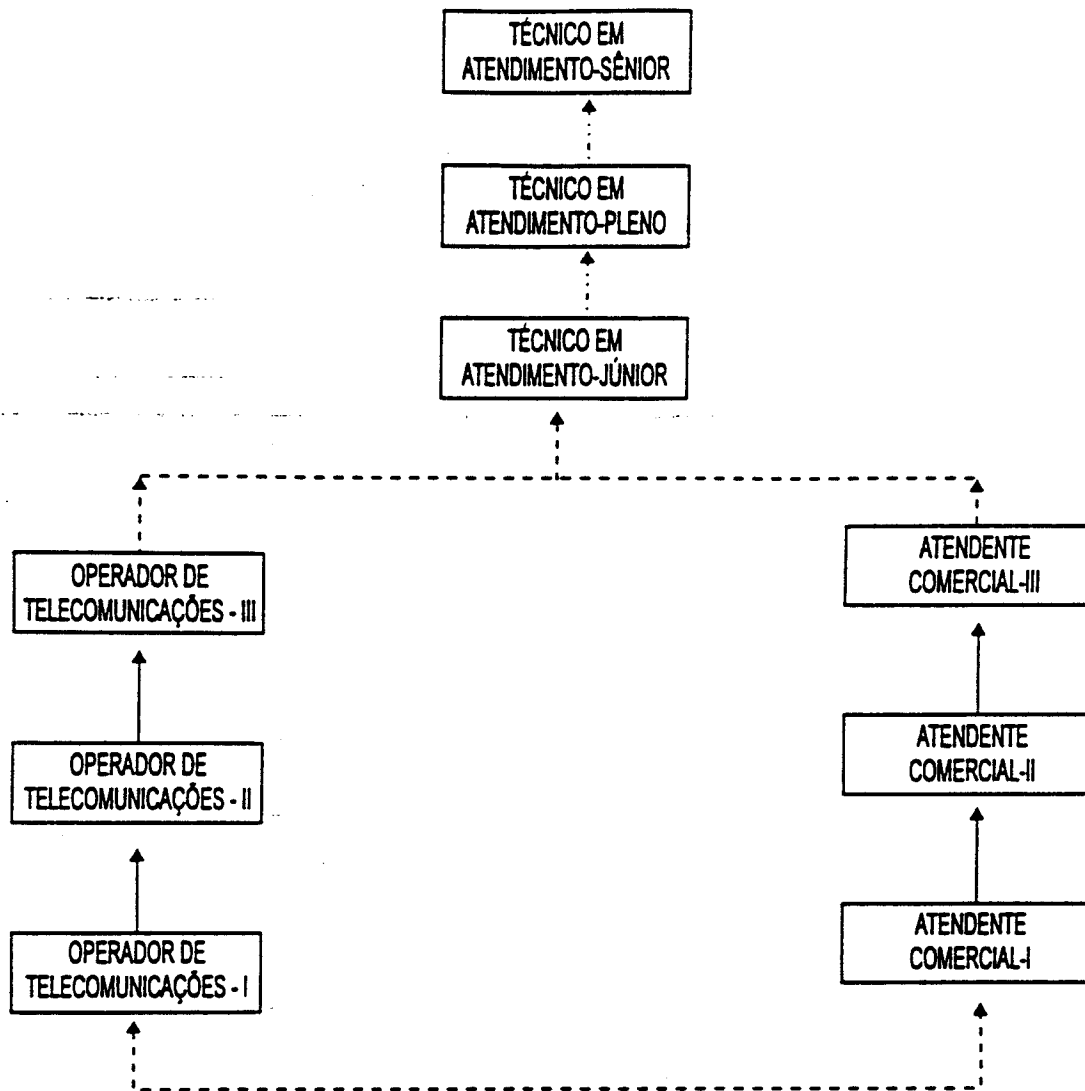 TÉCNICO EM
ATENDIMENTO-SÊNIOR
TÉCNICO EM
ATENDIMENTO-PLENO
TÉCNICO EM
ATENDIMENTO-JÚNIOR
OPERADOR DE
TELECOMUNICAÇÕES - III
ATENDENTE
COMERCIAL-III
OPERADOR DE
TELECOMUNICAÇÕES - II
ATENDENTE
COMERCIAL-II
OPERADOR DE
TELECOMUNICAÇÕES - I
ATENDENTE
COMERCIAL-I